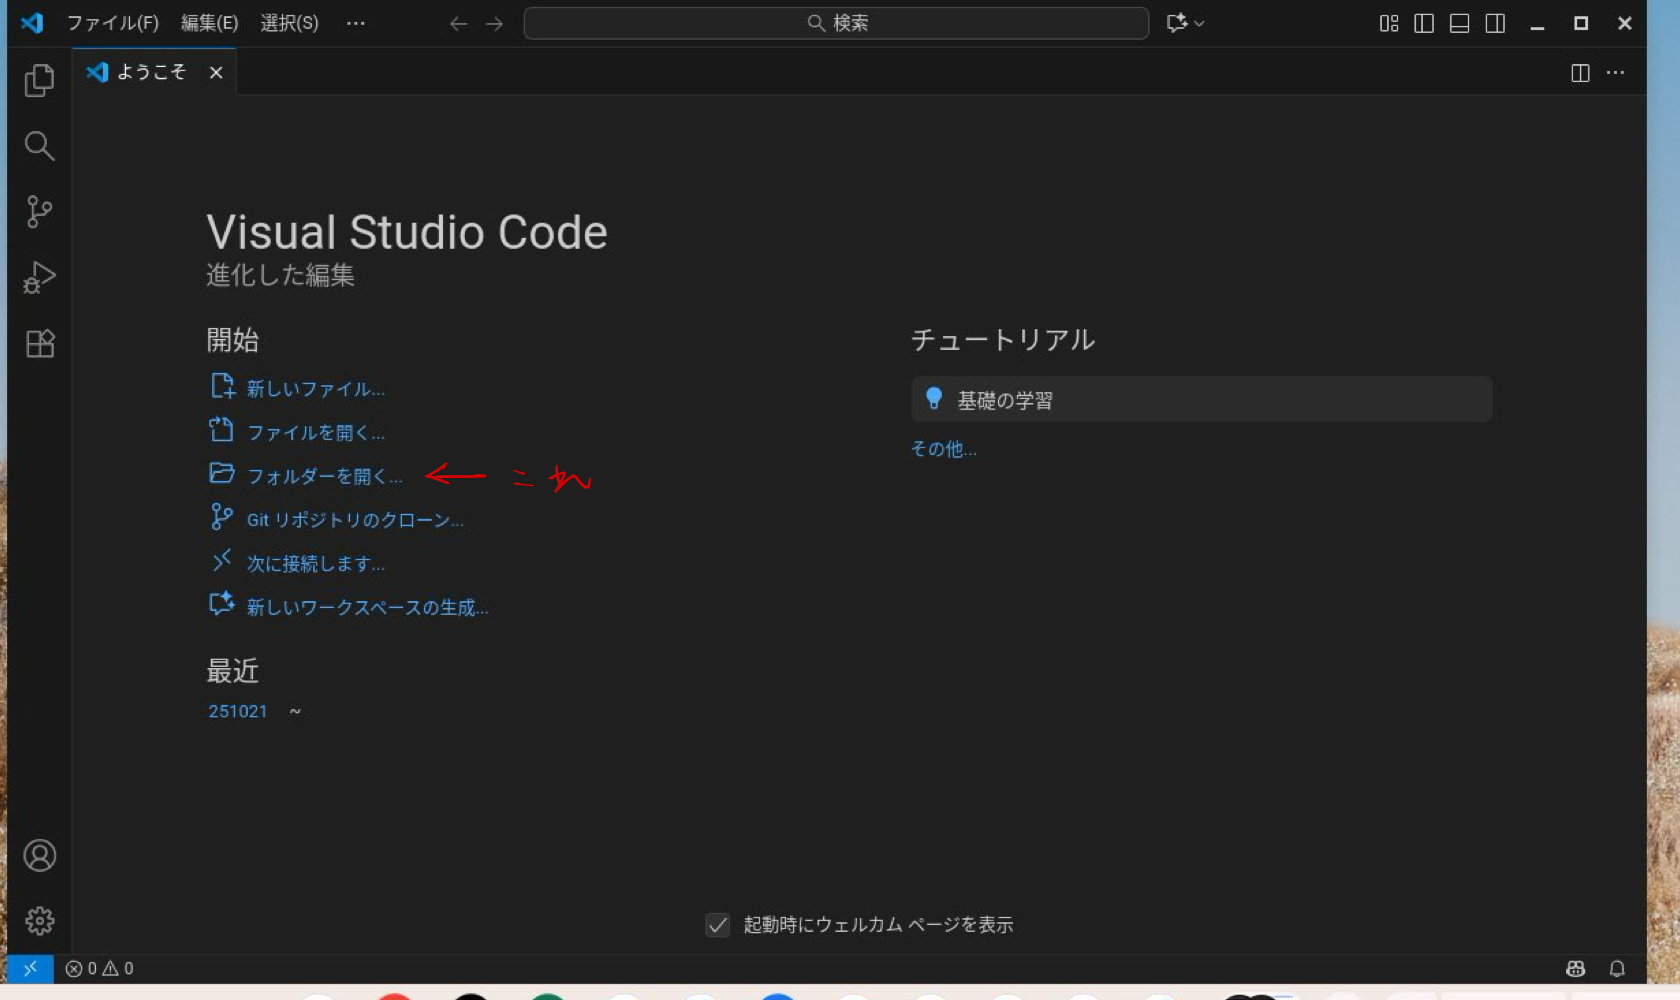 ファイル(F) 編集(E) 選択(S) … 検索
ようこそ
Visual Studio Code
進化した編集
開始
新しいファイル...
ファイルを開く...
フォルダーを開く... ← これ
Git リポジトリのクローン...
次に接続します...
新しいワークスペースの生成...
最近
251021 ~
チュートリアル
基礎の学習
その他...
起動時にウェルカム ページを表示
0 0